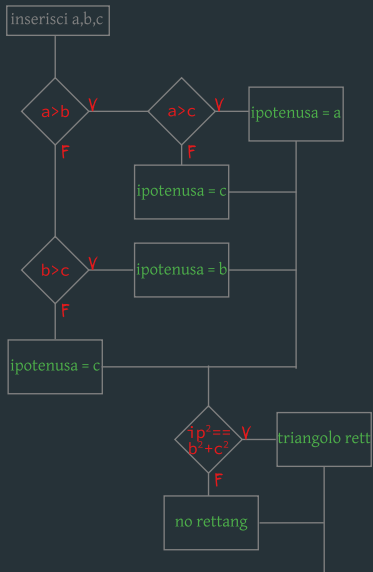 inserisci a,b,c
a>b
V
a>c
V
ipotenusa = a
F
F
ipotenusa = c
b>c
V
ipotenusa = b
F
ipotenusa = c
ip²==
b²+c²
V
triangolo rett
F
no rettang